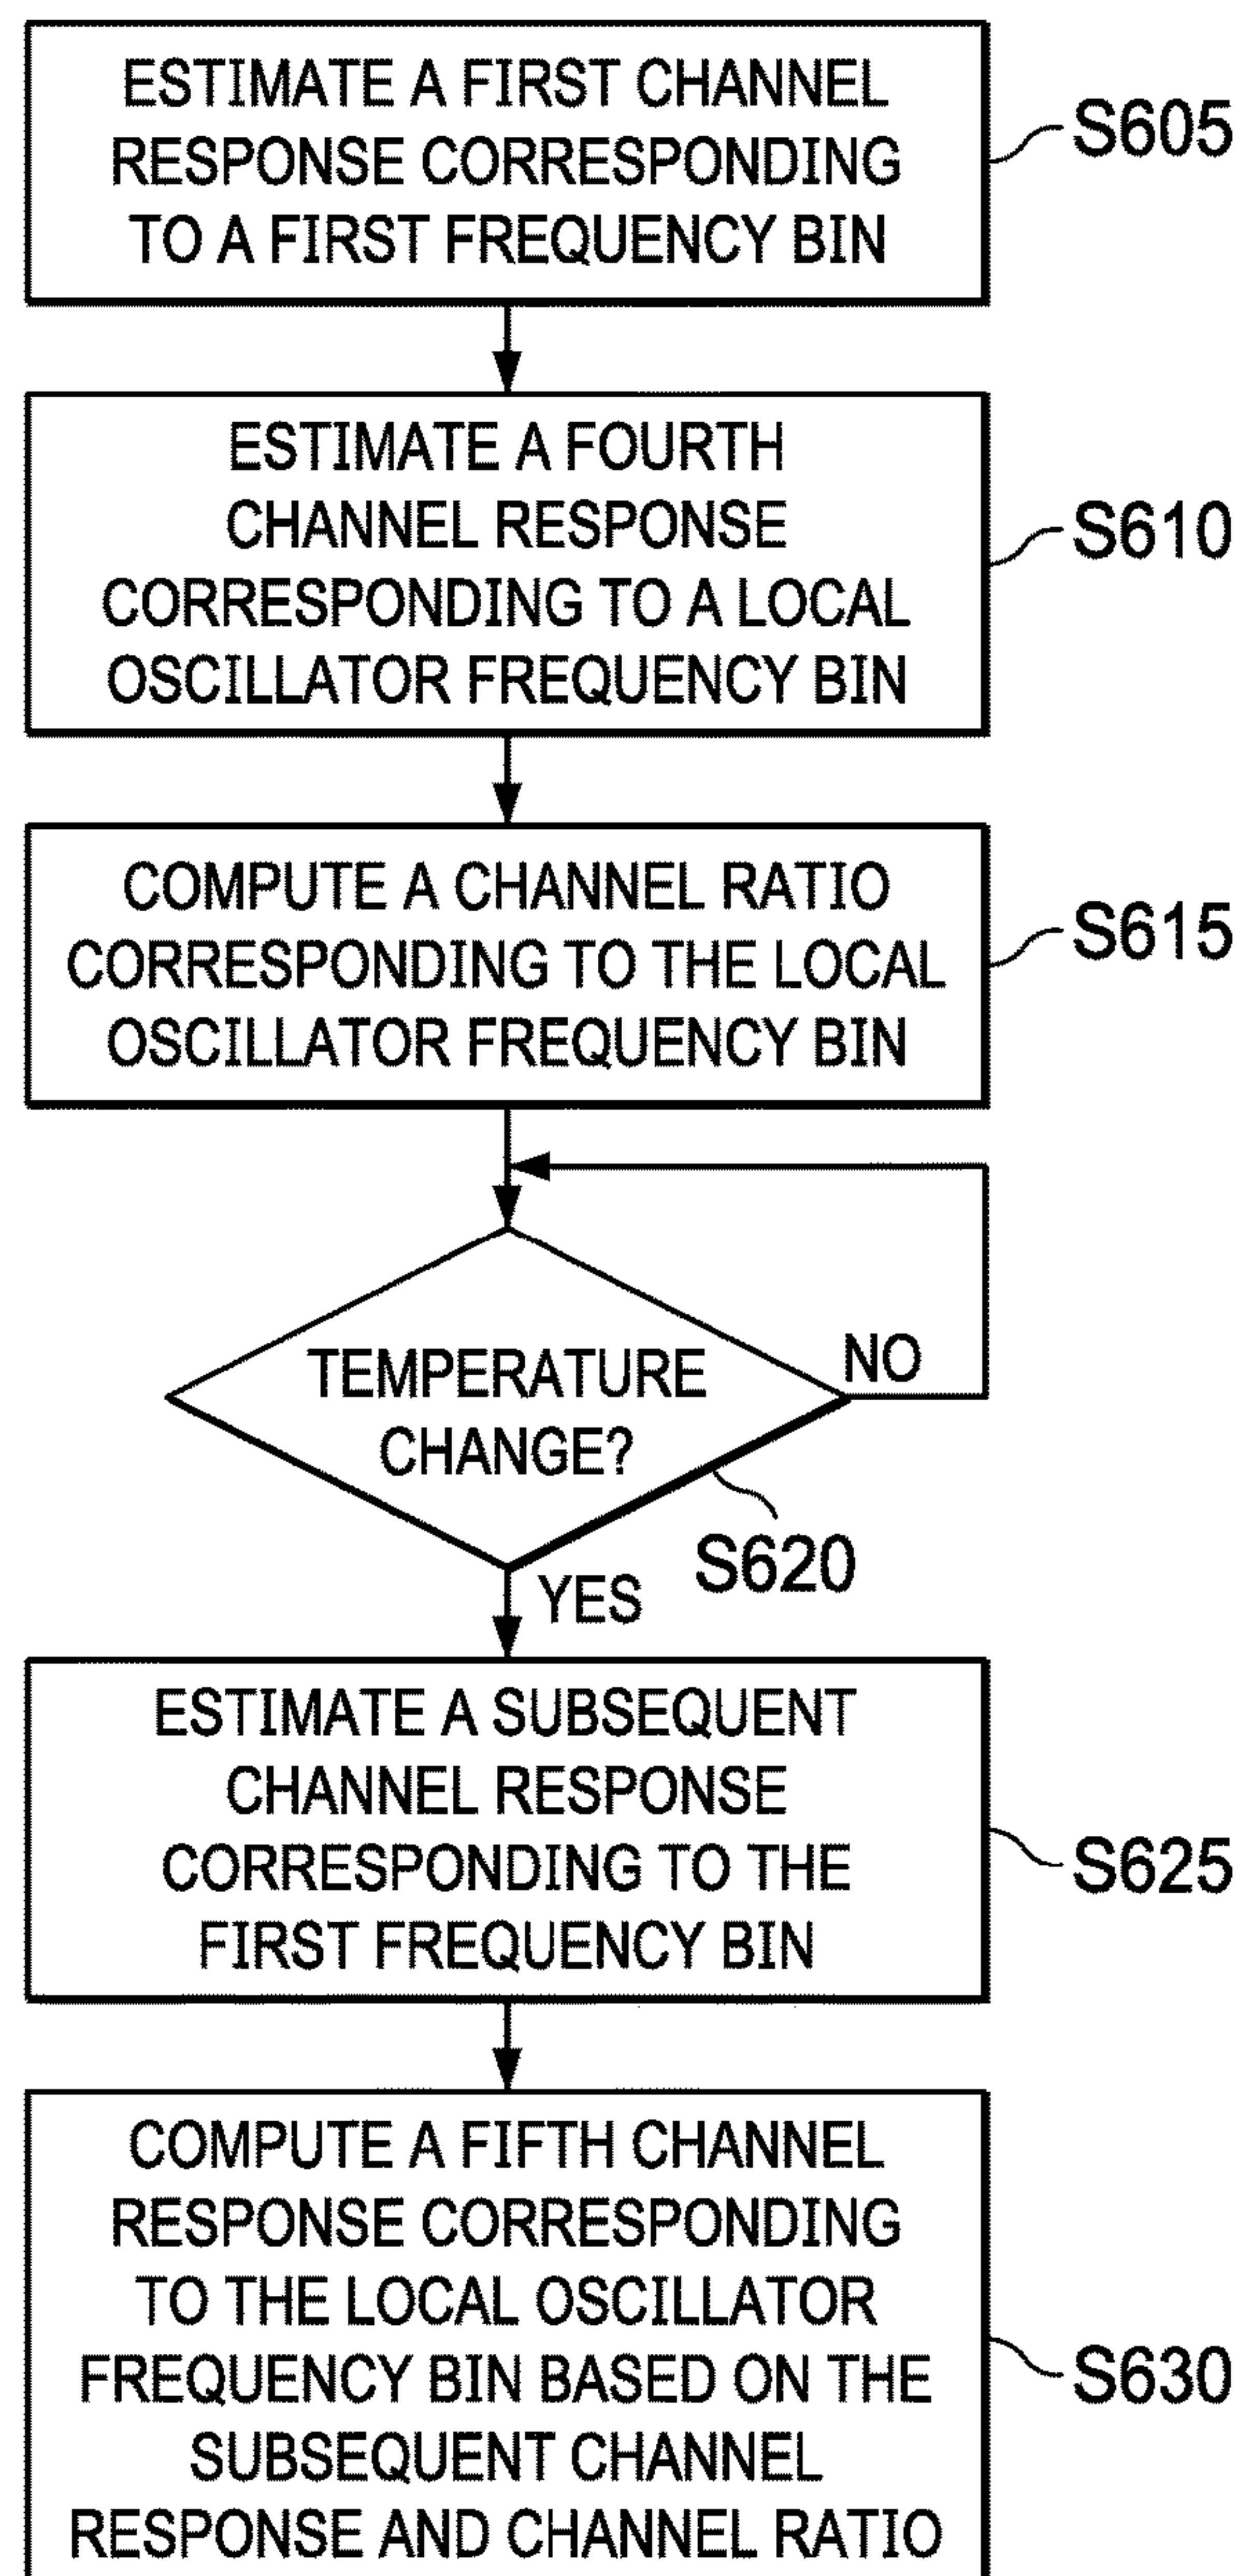 ESTIMATE A FIRST CHANNEL
RESPONSE CORRESPONDING
TO A FIRST FREQUENCY BIN
S605
ESTIMATE A FOURTH
CHANNEL RESPONSE
CORRESPONDING TO A LOCAL
OSCILLATOR FREQUENCY BIN
S610
COMPUTE A CHANNEL RATIO
CORRESPONDING TO THE LOCAL
OSCILLATOR FREQUENCY BIN
S615
TEMPERATURE
CHANGE?
NO
S620
YES
ESTIMATE A SUBSEQUENT
CHANNEL RESPONSE
CORRESPONDING TO THE
FIRST FREQUENCY BIN
S625
COMPUTE A FIFTH CHANNEL
RESPONSE CORRESPONDING
TO THE LOCAL OSCILLATOR
FREQUENCY BIN BASED ON THE
SUBSEQUENT CHANNEL
RESPONSE AND CHANNEL RATIO
S630